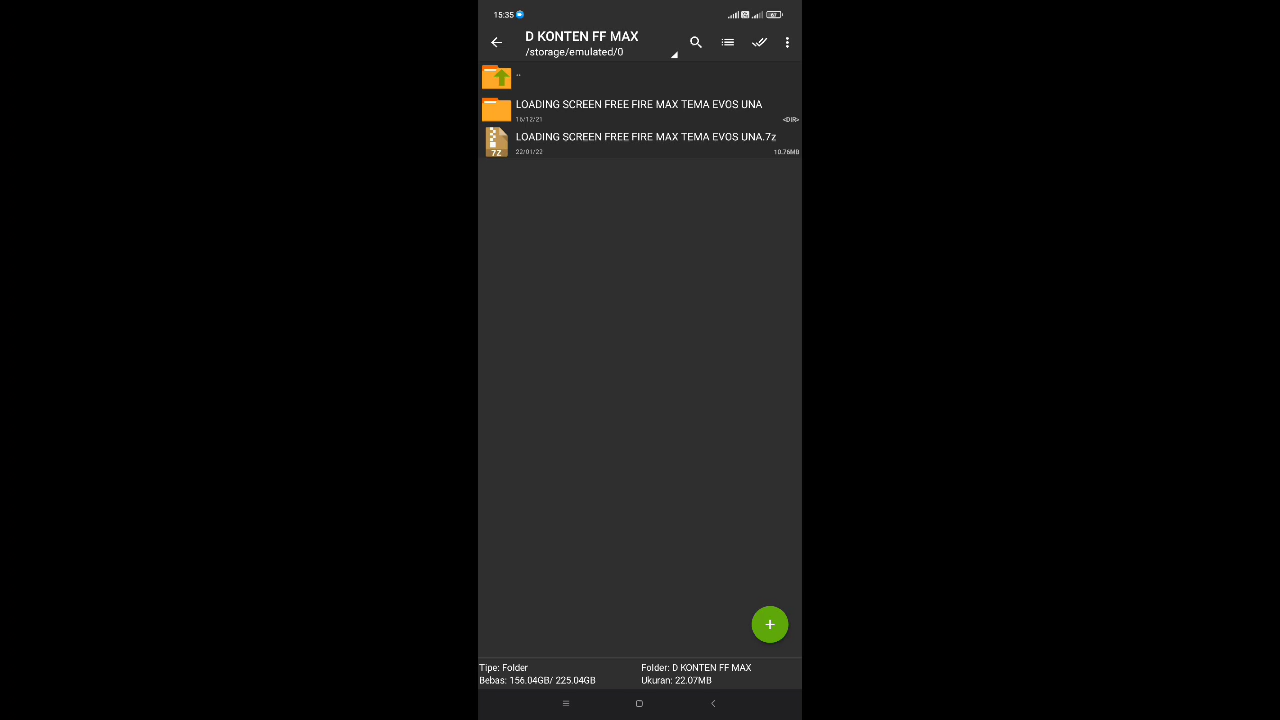 15:35
67
D KONTEN FF MAX
/storage/emulated/0
..
LOADING SCREEN FREE FIRE MAX TEMA EVOS UNA
16/12/21
<DIR>
LOADING SCREEN FREE FIRE MAX TEMA EVOS UNA.7z
7Z
22/01/22
10.76MB
Tipe: Folder
Folder: D KONTEN FF MAX
Bebas: 156.04GB/ 225.04GB
Ukuran: 22.07MB